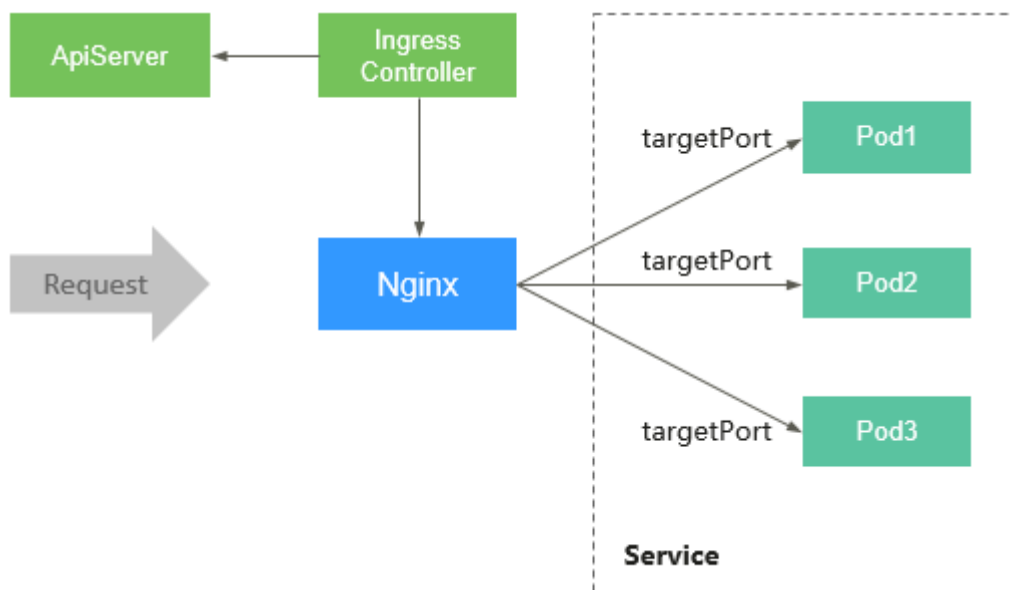 ApiServer
Ingress
Controller
targetPort
Pod1
Request
Nginx
targetPort
Pod2
targetPort
Pod3
Service